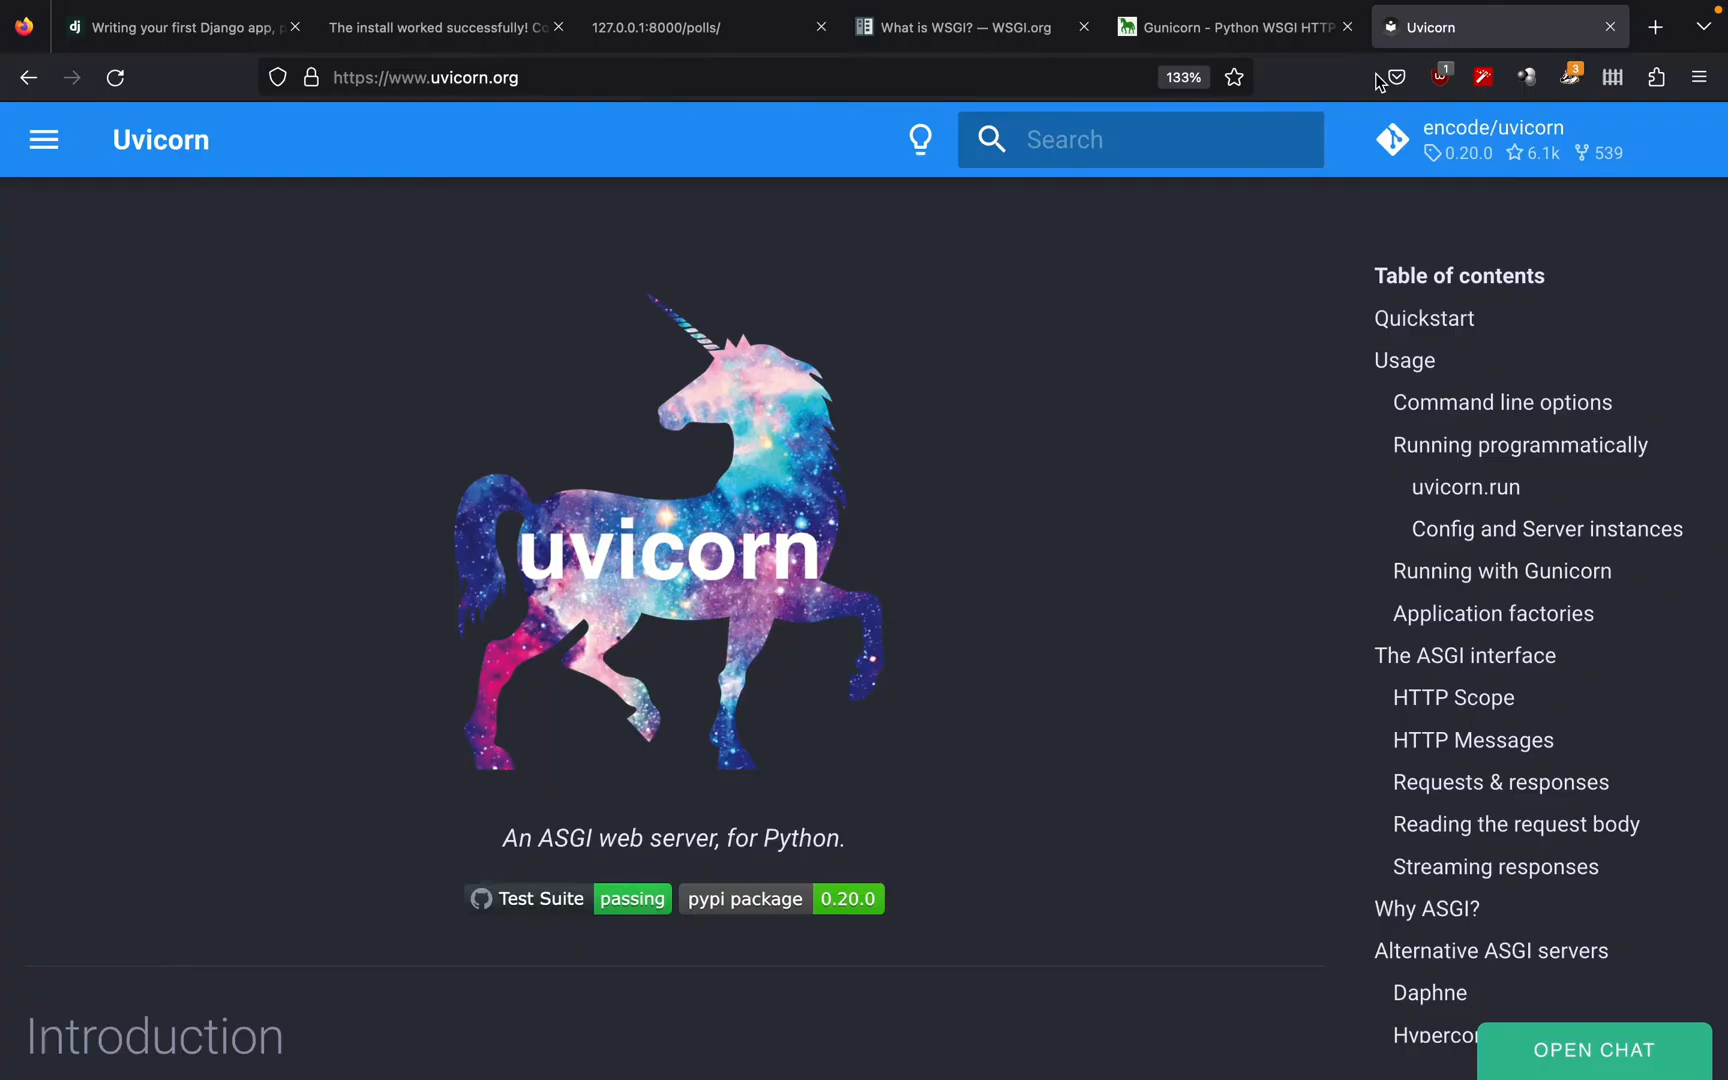 Writing your first Django app, p
The install worked successfully! Co
127.0.0.1:8000/polls/
What is WSGI? — WSGI.org
Gunicorn - Python WSGI HTTP
Uvicorn
https://www.uvicorn.org
133%
1
3
Uvicorn
Search
encode/uvicorn
0.20.0 6.1k 539
uvicorn
An ASGI web server, for Python.
Test Suite passing pypi package 0.20.0
Introduction
Table of contents
Quickstart
Usage
Command line options
Running programmatically
uvicorn.run
Config and Server instances
Running with Gunicorn
Application factories
The ASGI interface
HTTP Scope
HTTP Messages
Requests & responses
Reading the request body
Streaming responses
Why ASGI?
Alternative ASGI servers
Daphne
Hypercor
OPEN CHAT